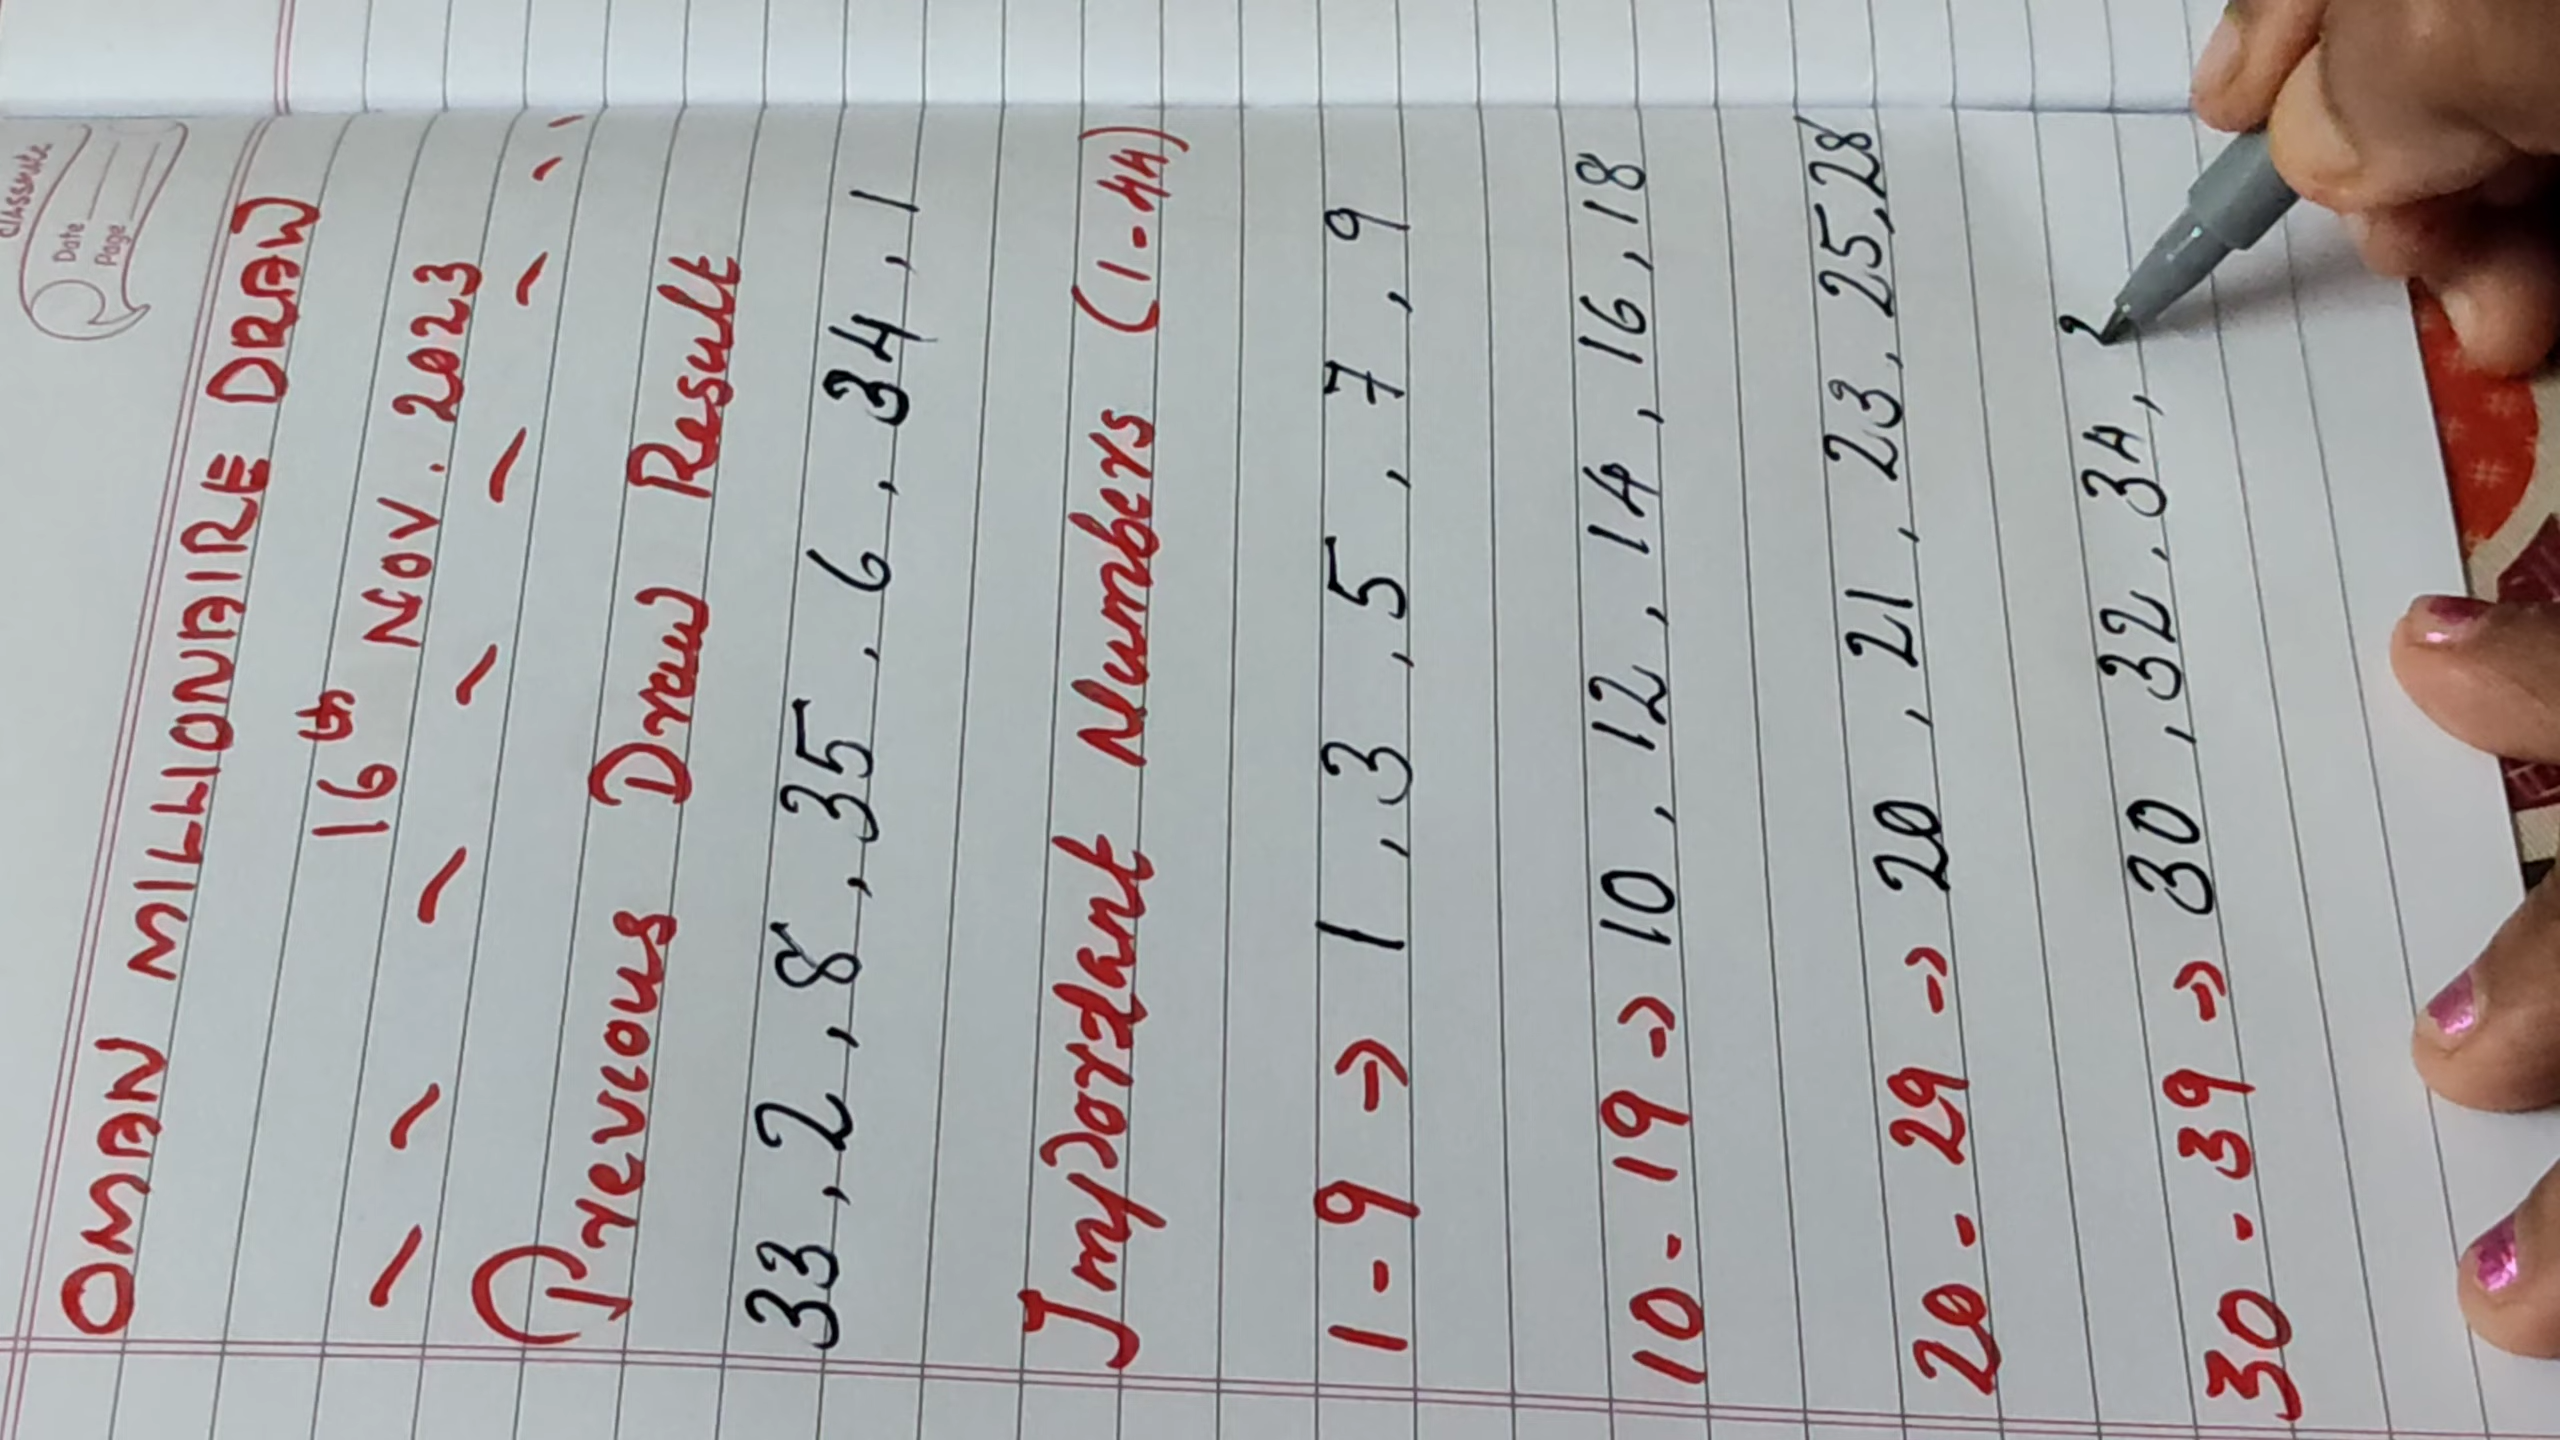 classmate
Date
Page
OMAN MILLIONAIRE DRAW
16th Nov. 2023
Previous Draw Result
33, 2, 8, 35, 6, 34, 1
Important Numbers (1-44)
1-9 → 1, 3, 5, 7, 9
10-19 → 10, 12, 14, 16, 18
20-29 → 20, 21, 23, 25, 28
30-39 → 30, 32, 34,